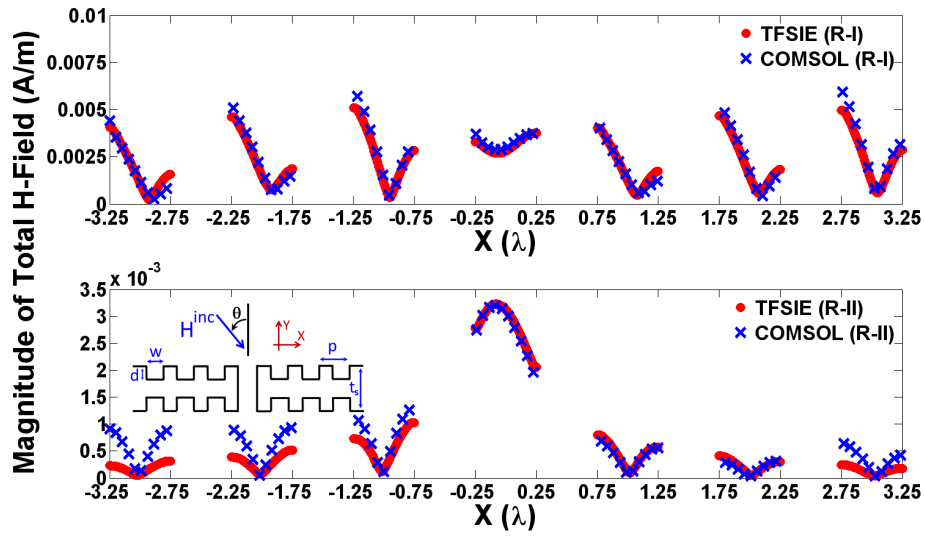 Magnitude of Total H-Field (A/m)
0.01
0.0075
0.005
0.0025
0
TFSIE (R-I)
COMSOL (R-I)
-3.25 -2.75 -2.25 -1.75 -1.25 -0.75 -0.25 0.25 0.75 1.25 1.75 2.25 2.75 3.25
X (λ)
x 10⁻³
3.5
3
2.5
2
1.5
1
0.5
0
TFSIE (R-II)
COMSOL (R-II)
H^inc θ
Y
X
w
p
d
tₛ
-3.25 -2.75 -2.25 -1.75 -1.25 -0.75 -0.25 0.25 0.75 1.25 1.75 2.25 2.75 3.25
X (λ)